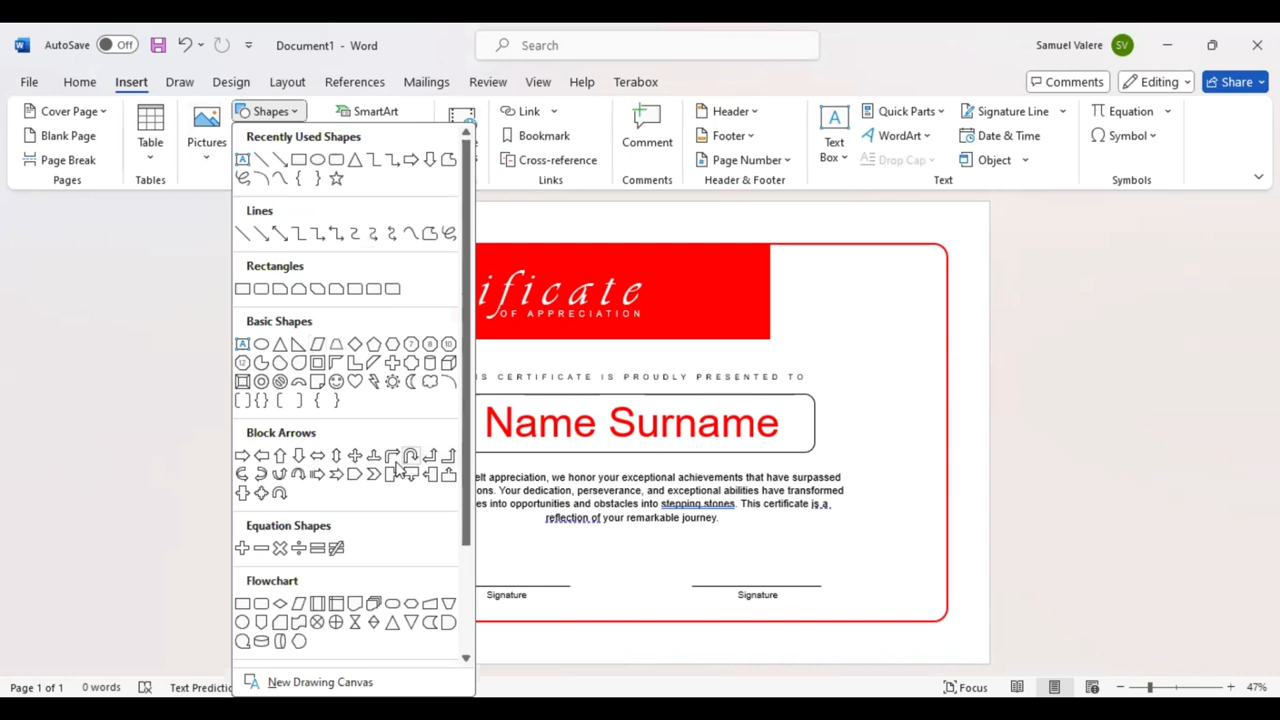 AutoSave Off Document1 - Word Search Samuel Valere SV
File Home Insert Draw Design Layout References Mailings Review View Help Terabox Comments Editing Share
Cover Page
Blank Page
Page Break
Pages
Table
Tables
Pictures
Shapes
SmartArt
Link
Bookmark
Cross-reference
Links
Comment
Comments
Header
Footer
Page Number
Header & Footer
Text
Box
Quick Parts
WordArt
Drop Cap
Signature Line
Date & Time
Object
Text
Equation
Symbol
Symbols
Recently Used Shapes
Lines
Rectangles
Basic Shapes
Block Arrows
Equation Shapes
Flowchart
New Drawing Canvas
ificate
OF APPRECIATION
S CERTIFICATE IS PROUDLY PRESENTED TO
Name Surname
elt appreciation, we honor your exceptional achievements that have surpassed
ons. Your dedication, perseverance, and exceptional abilities have transformed
es into opportunities and obstacles into stepping stones. This certificate is a
reflection of your remarkable journey.
Signature Signature
Page 1 of 1 0 words Text Predictio Focus 47%